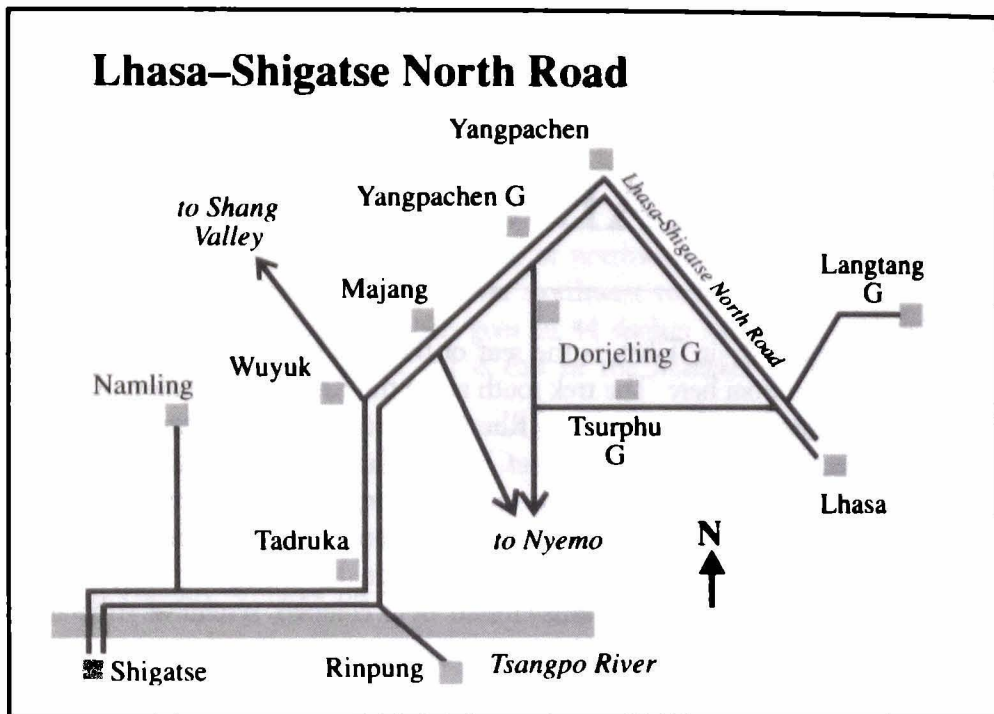 Lhasa–Shigatse North Road
Yangpachen
Lhasa-Shigatse North Road
Yangpachen G
to Shang
Valley
Langtang
G
Majang
Dorjeling G
Wuyuk
Namling
Tsurphu
G
Lhasa
to Nyemo
N
Tadruka
Shigatse
Rinpung
Tsangpo River